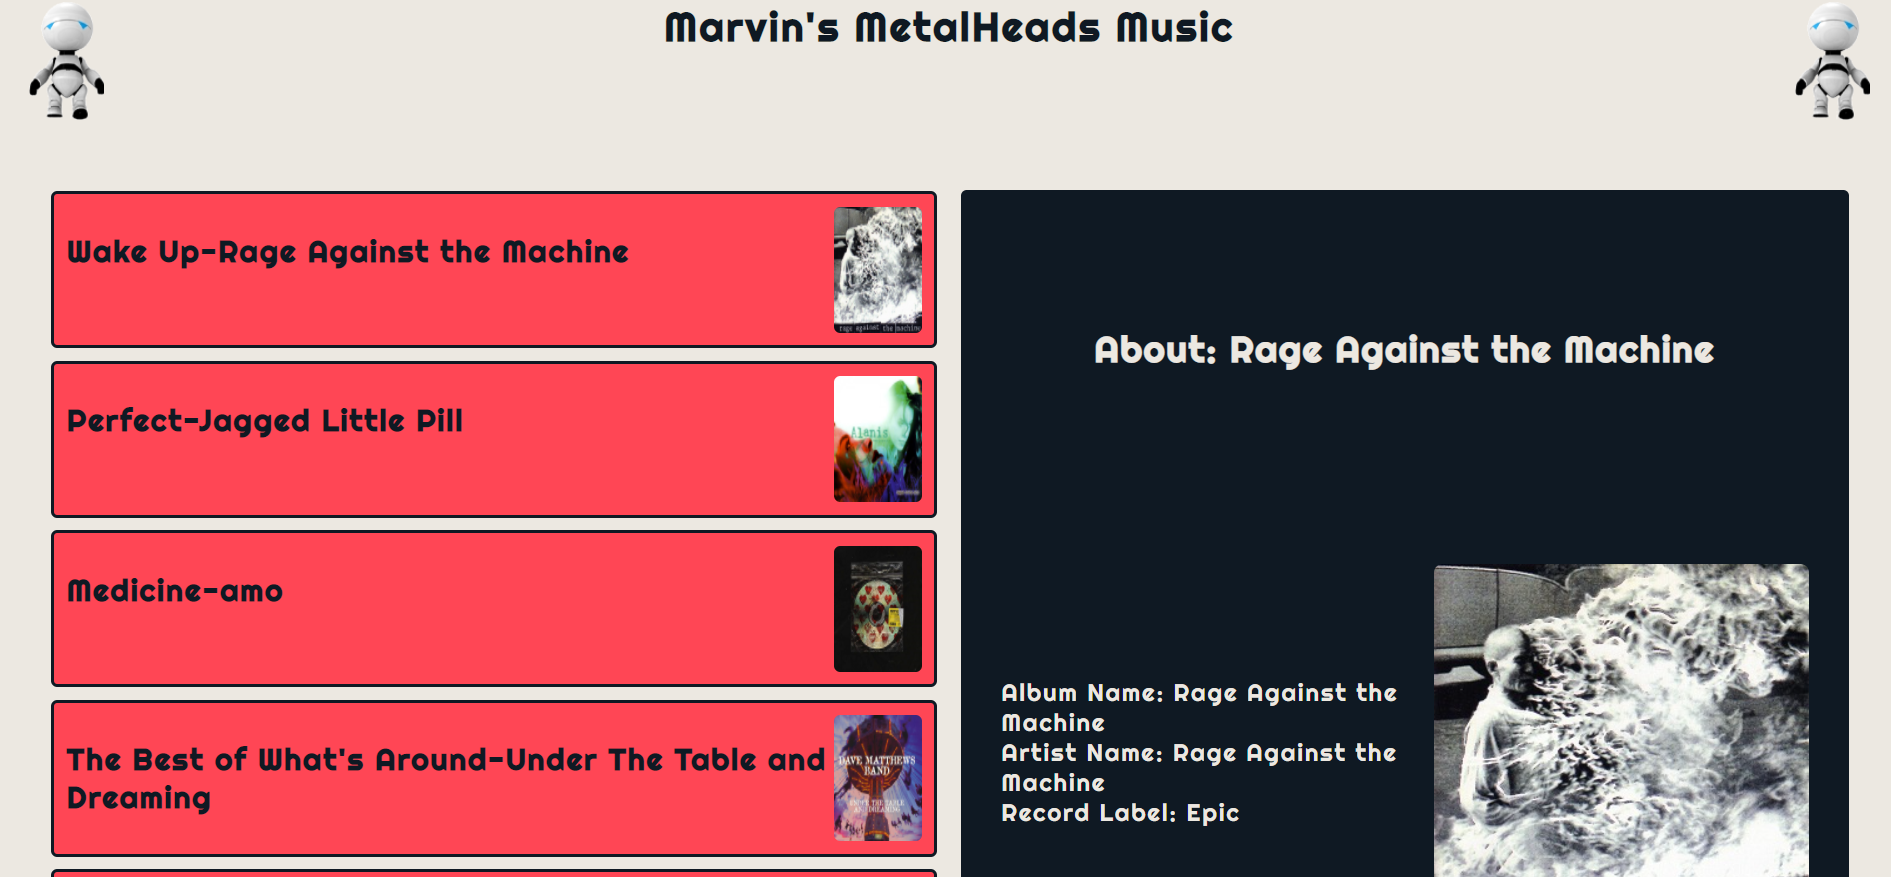 Marvin's MetalHeads Music
Wake Up-Rage Against the Machine
rage against the machine
Perfect-Jagged Little Pill
Alanis
Medicine-amo
The Best of What's Around-Under The Table and
Dreaming
DAVE MATTHEWS
BAND
UNDER THE TABLE
AND DREAMING
About: Rage Against the Machine
Album Name: Rage Against the
Machine
Artist Name: Rage Against the
Machine
Record Label: Epic